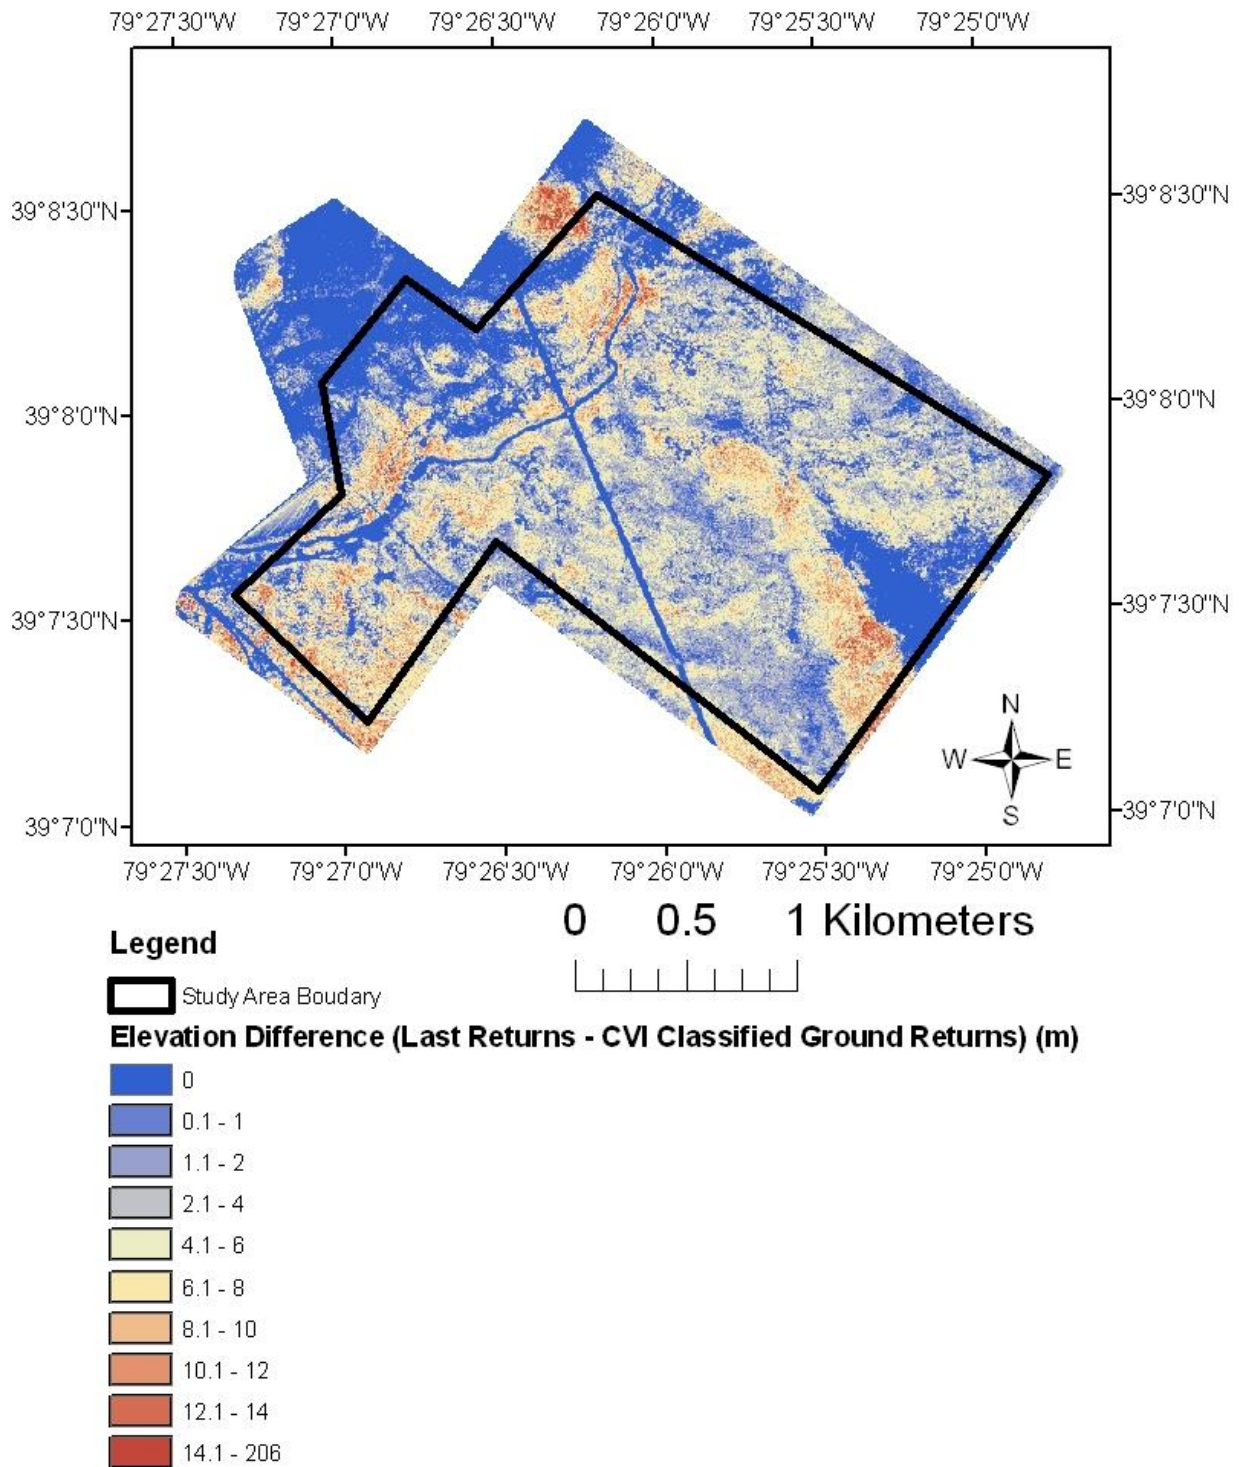 79°27'30"W 79°27'0"W 79°26'30"W 79°26'0"W 79°25'30"W 79°25'0"W
39°8'30"N 39°8'30"N
39°8'0"N 39°8'0"N
39°7'30"N 39°7'30"N
N
W E
S
39°7'0"N 39°7'0"N
79°27'30"W 79°27'0"W 79°26'30"W 79°26'0"W 79°25'30"W 79°25'0"W
0 0.5 1 Kilometers
Legend
Study Area Boudary
Elevation Difference (Last Returns - CVI Classified Ground Returns) (m)
0
0.1 - 1
1.1 - 2
2.1 - 4
4.1 - 6
6.1 - 8
8.1 - 10
10.1 - 12
12.1 - 14
14.1 - 206